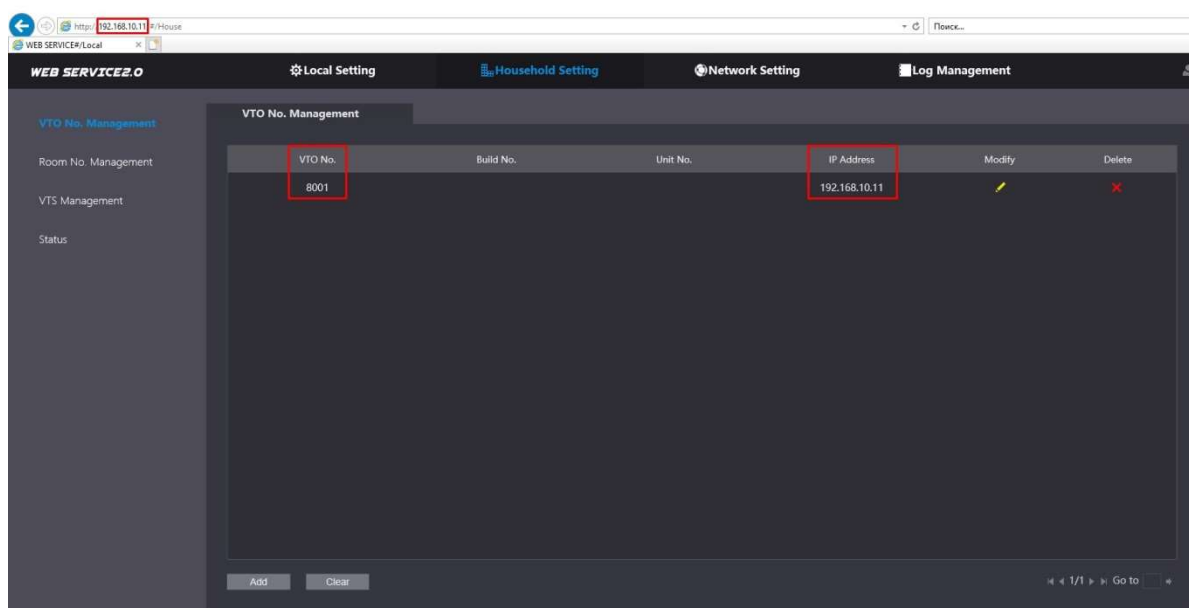 http://192.168.10.11/#/House
Поиск...
WEB SERVICE#/Local
WEB SERVICE2.0
Local Setting
Household Setting
Network Setting
Log Management
VTO No. Management
Room No. Management
VTS Management
Status
VTO No. Management
VTO No. Build No. Unit No. IP Address Modify Delete
8001 192.168.10.11
Add Clear
1/1 Go to